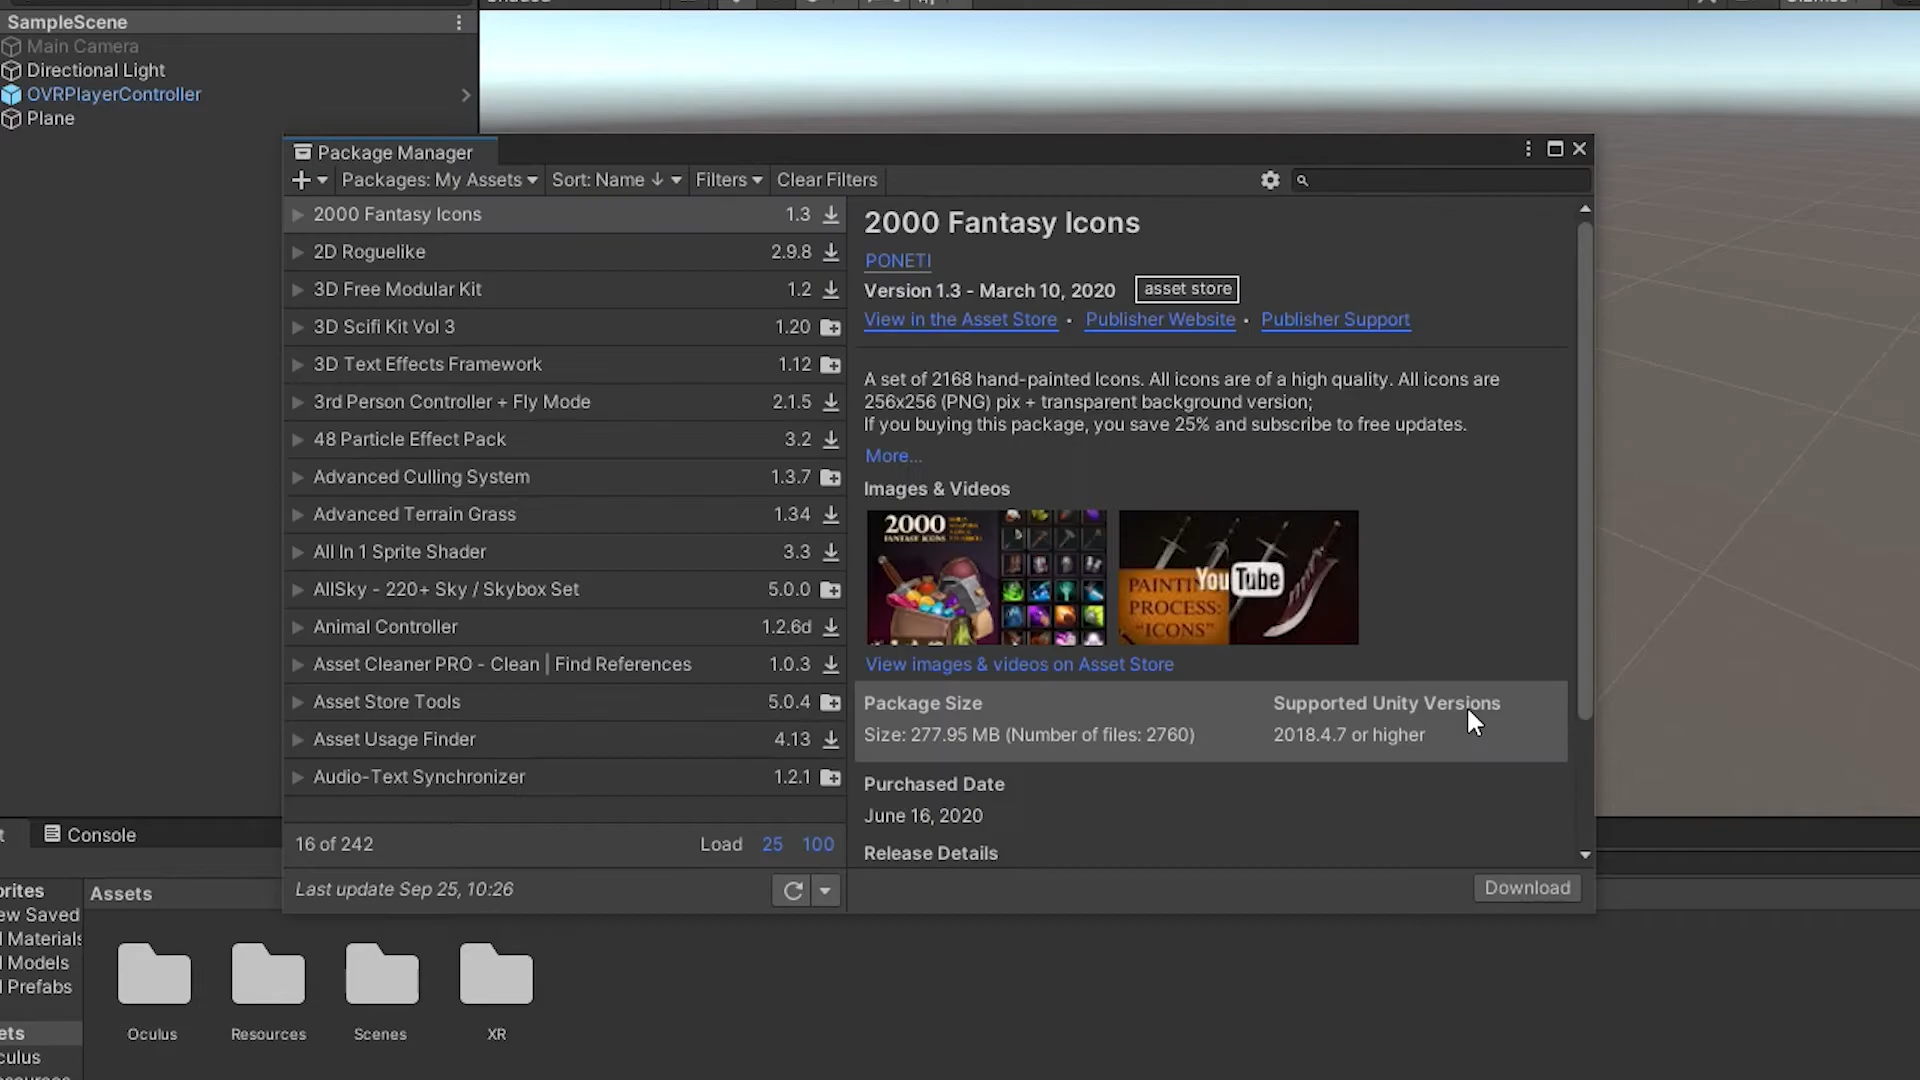 SampleScene
Main Camera
Directional Light
OVRPlayerController
Plane
Package Manager
Packages: My Assets
Sort: Name ↓
Filters
Clear Filters
2000 Fantasy Icons 1.3
2D Roguelike 2.9.8
3D Free Modular Kit 1.2
3D Scifi Kit Vol 3 1.20
3D Text Effects Framework 1.12
3rd Person Controller + Fly Mode 2.1.5
48 Particle Effect Pack 3.2
Advanced Culling System 1.3.7
Advanced Terrain Grass 1.34
All In 1 Sprite Shader 3.3
AllSky - 220+ Sky / Skybox Set 5.0.0
Animal Controller 1.2.6d
Asset Cleaner PRO - Clean | Find References 1.0.3
Asset Store Tools 5.0.4
Asset Usage Finder 4.13
Audio-Text Synchronizer 1.2.1
16 of 242 Load 25 100
Last update Sep 25, 10:26
2000 Fantasy Icons
PONETI
Version 1.3 - March 10, 2020 asset store
View in the Asset Store • Publisher Website • Publisher Support
A set of 2168 hand-painted Icons. All icons are of a high quality. All icons are
256x256 (PNG) pix + transparent background version;
If you buying this package, you save 25% and subscribe to free updates.
More...
Images & Videos
2000
FANTASY ICONS
PAINTING
PROCESS:
"ICONS"
YouTube
View images & videos on Asset Store
Package Size
Size: 277.95 MB (Number of files: 2760)
Supported Unity Versions
2018.4.7 or higher
Purchased Date
June 16, 2020
Release Details
Download
Console
Assets
Oculus
Resources
Scenes
XR